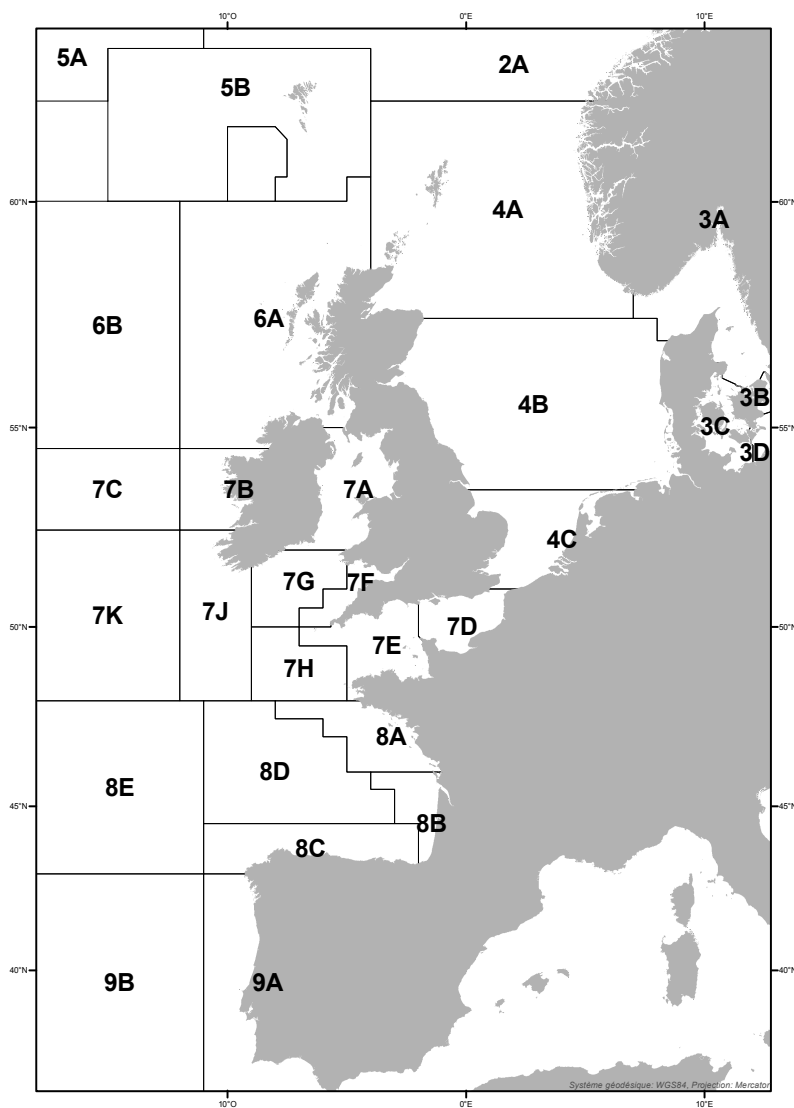 10°O 0°E 10°E
5A
2A
5B
60°N 60°N
4A
3A
6B
6A
4B
3B
3C
55°N 55°N
3D
7C
7B
7A
4C
7G
7F
7K
7J
7D
50°N 50°N
7E
7H
8A
8D
8E
45°N 45°N
8B
8C
40°N 40°N
9B
9A
Système géodésique: WGS84, Projection: Mercator
10°O 0°E 10°E